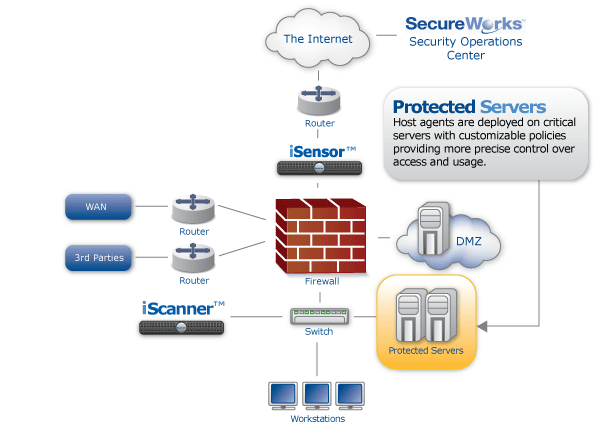 The Internet
SecureWorks™
Security Operations
Center
Router
Protected Servers
Host agents are deployed on critical
servers with customizable policies
providing more precise control over
access and usage.
iSensor™
WAN
Router
3rd Parties
Router
Firewall
DMZ
iScanner™
Switch
Protected Servers
Workstations